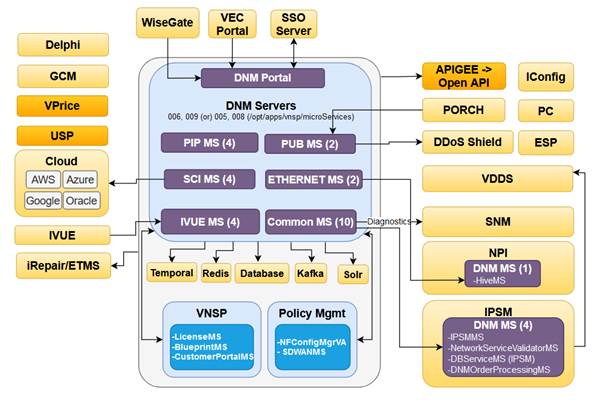 WiseGate
VEC
Portal
SSO
Server
Delphi
GCM
VPrice
USP
Cloud
AWS
Azure
Google
Oracle
IVUE
iRepair/ETMS
DNM Portal
DNM Servers
006, 009 (or) 005, 008 (/opt/apps/vnsp/microServices)
PIP MS (4)
PUB MS (2)
SCI MS (4)
ETHERNET MS (2)
IVUE MS (4)
Common MS (10)
Diagnostics
Temporal
Redis
Database
Kafka
Solr
VNSP
-LicenseMS
-BlueprintMS
-CustomerPortalMS
Policy Mgmt
-NFConfigMgrVA
- SDWANMS
APIGEE ->
Open API
IConfig
PORCH
PC
DDoS Shield
ESP
VDDS
SNM
NPI
DNM MS (1)
-HiveMS
IPSM
DNM MS (4)
-IPSMMS
-NetworkServiceValidatorMS
-DBServiceMS (IPSM)
-DNMOrderProcessingMS